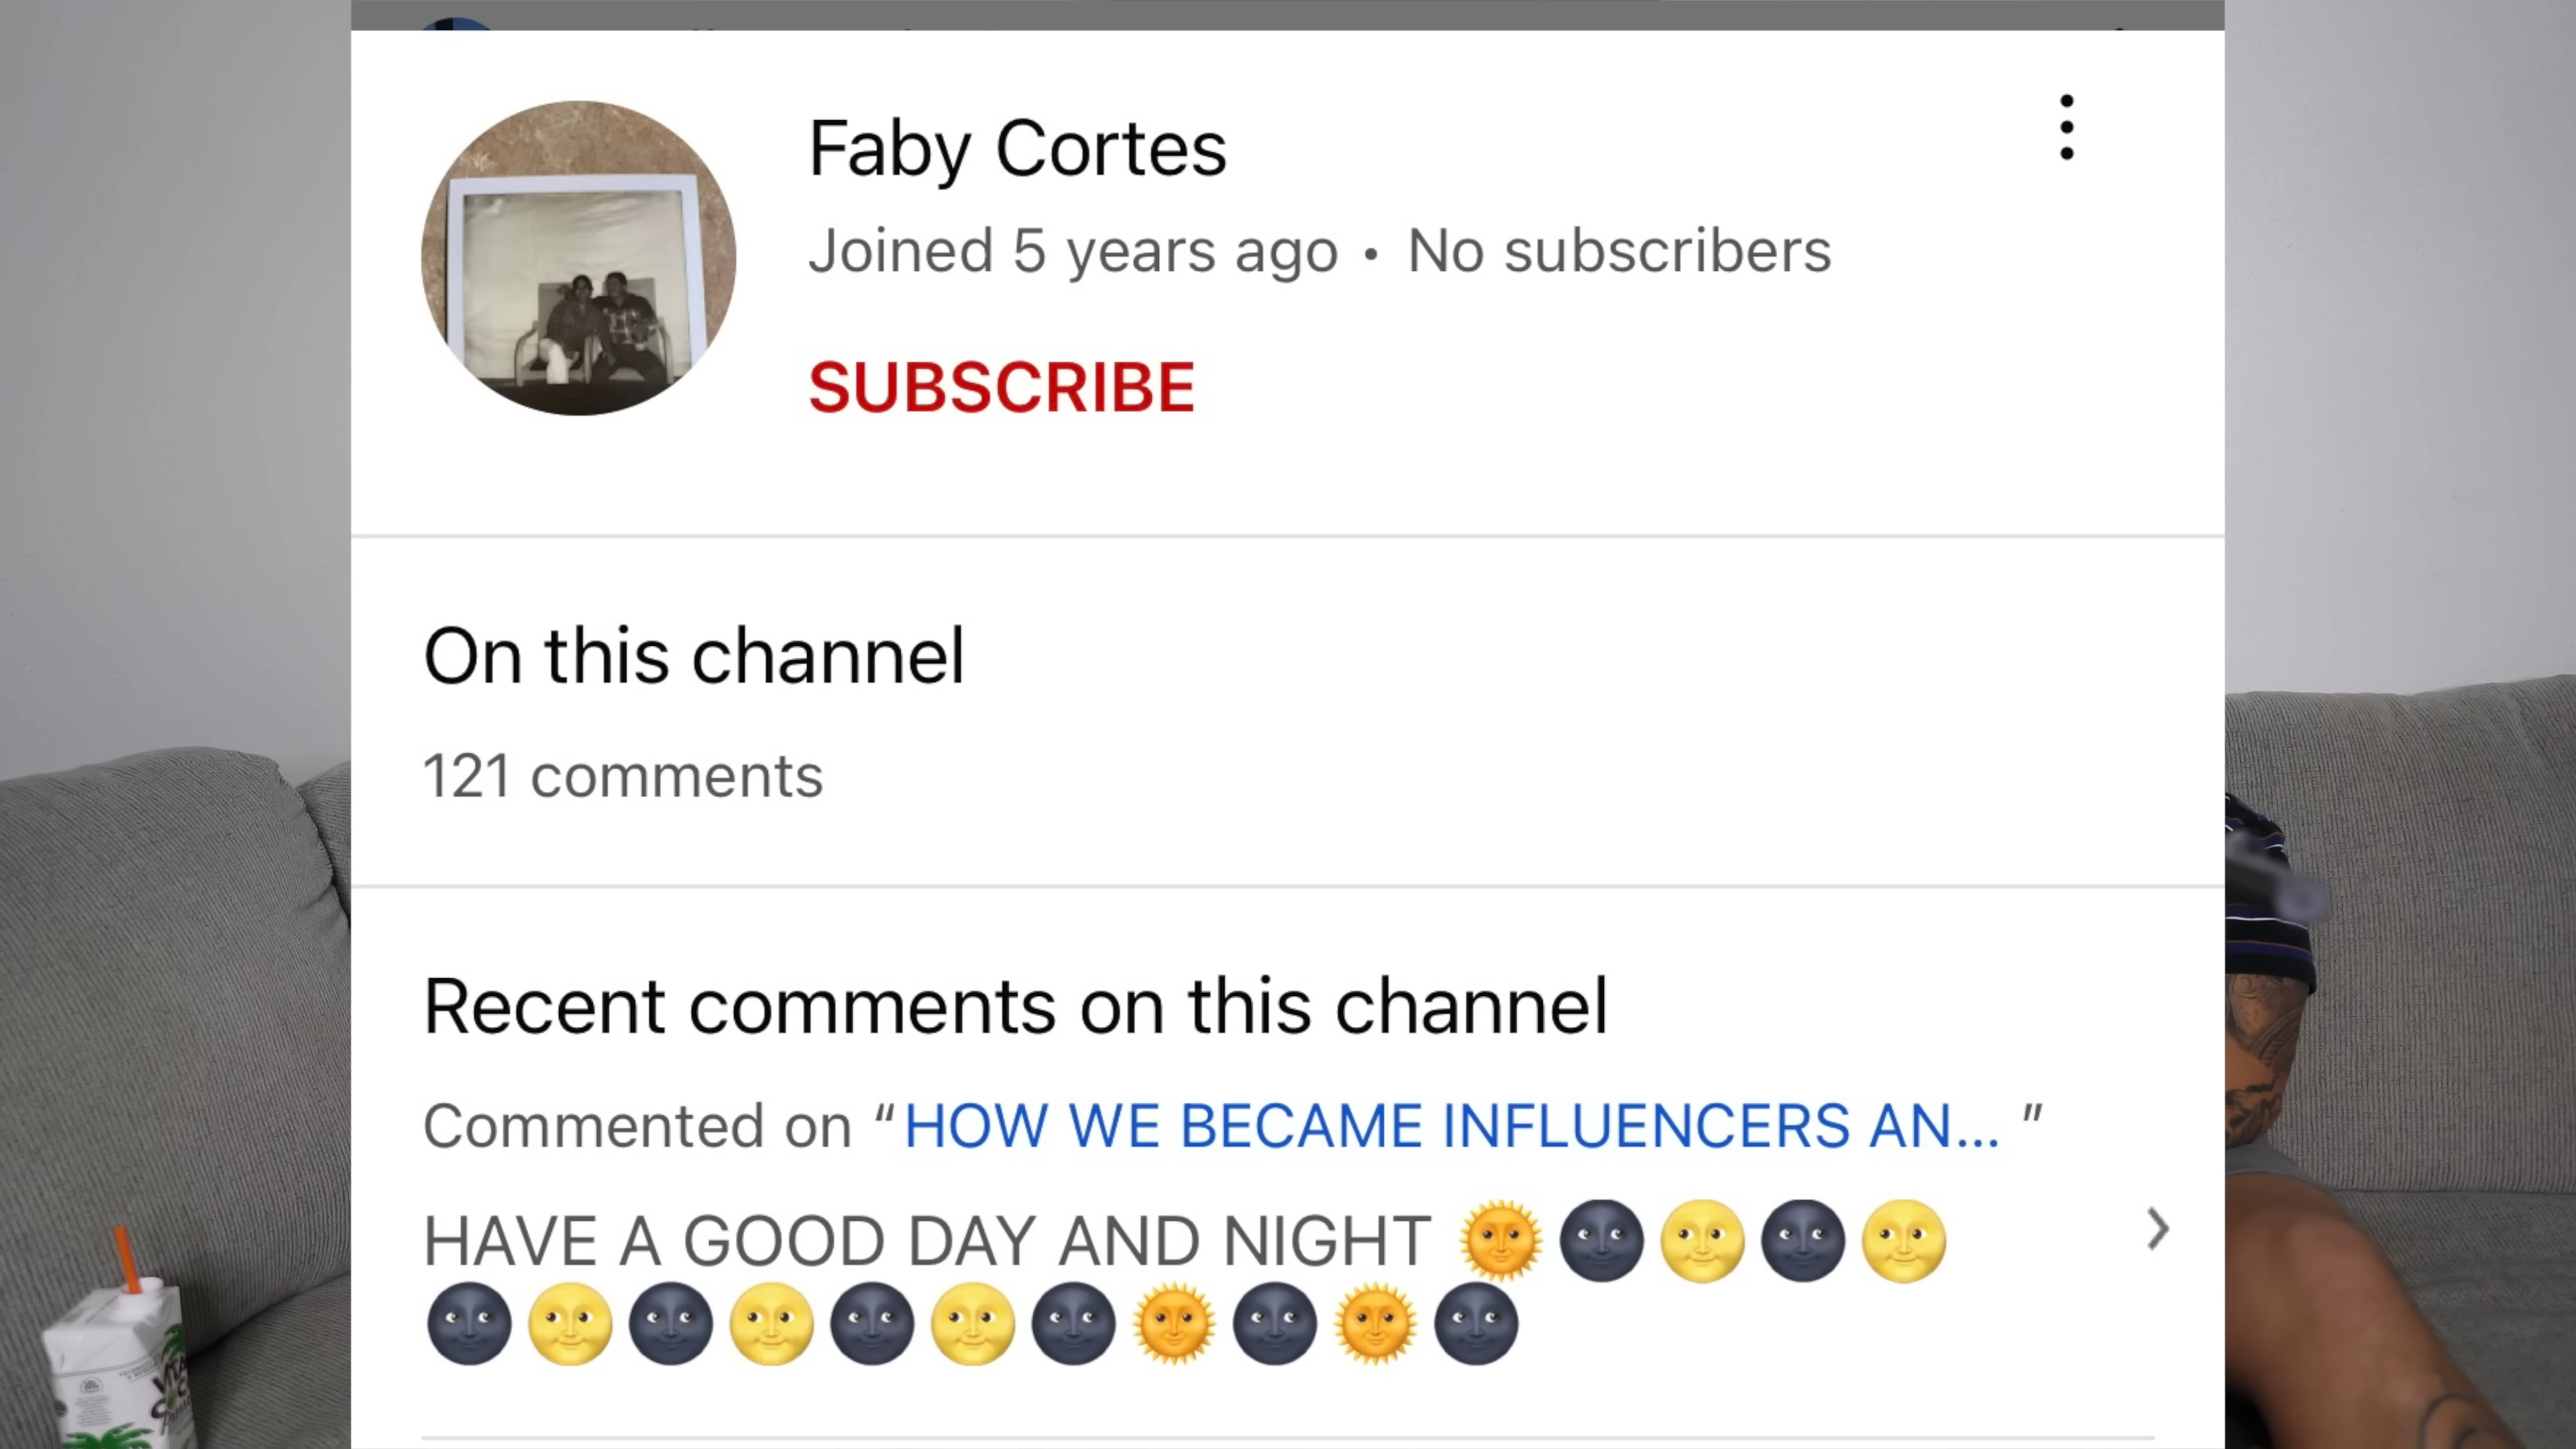 Faby Cortes
Joined 5 years ago • No subscribers
SUBSCRIBE
On this channel
121 comments
Recent comments on this channel
Commented on “HOW WE BECAME INFLUENCERS AN... ”
HAVE A GOOD DAY AND NIGHT 🌞🌚🌝🌚🌝
🌚🌝🌚🌝🌚🌝🌚🌞🌚🌞🌚